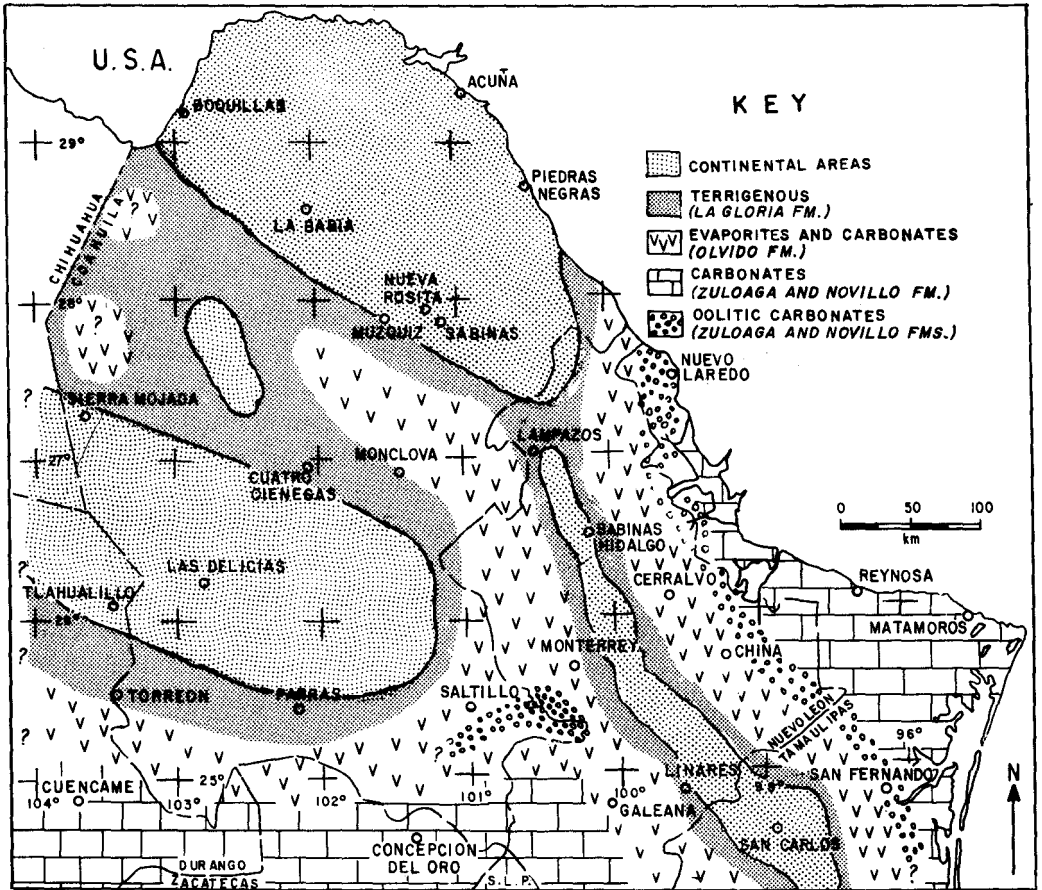 U.S.A.
ACUÑA
BOQUILLAS
KEY
29°
CONTINENTAL AREAS
PIEDRAS
NEGRAS
TERRIGENOUS
(LA GLORIA FM.)
CHIHUAHUA
COAHUILA
?
LA BABIA
EVAPORITES AND CARBONATES
(OLVIDO FM.)
CARBONATES
(ZULOAGA AND NOVILLO FM.)
NUEVA
ROSITA
28°
?
MUZQUIZ
SABINAS
OOLITIC CARBONATES
(ZULOAGA AND NOVILLO FMS.)
NUEVO
LAREDO
?
SIERRA MOJADA
LAMPAZOS
27°
MONCLOVA
CUATRO
CIENEGAS
0 50 100
km
SABINAS
HIDALGO
?
LAS DELICIAS
CERRALVO
REYNOSA
TLAHUALILLO
MATAMOROS
?
MONTERREY
CHINA
TORREON
PARRAS
SALTILLO
NUEVO LEON
TAMAULIPAS
?
?
96°
25°
LINARES
SAN FERNANDO
N
CUENCAME
104°
103°
102°
101°
100°
GALEANA
CONCEPCION
DEL ORO
SAN CARLOS
DURANGO
ZACATECAS
S.L.P.
?